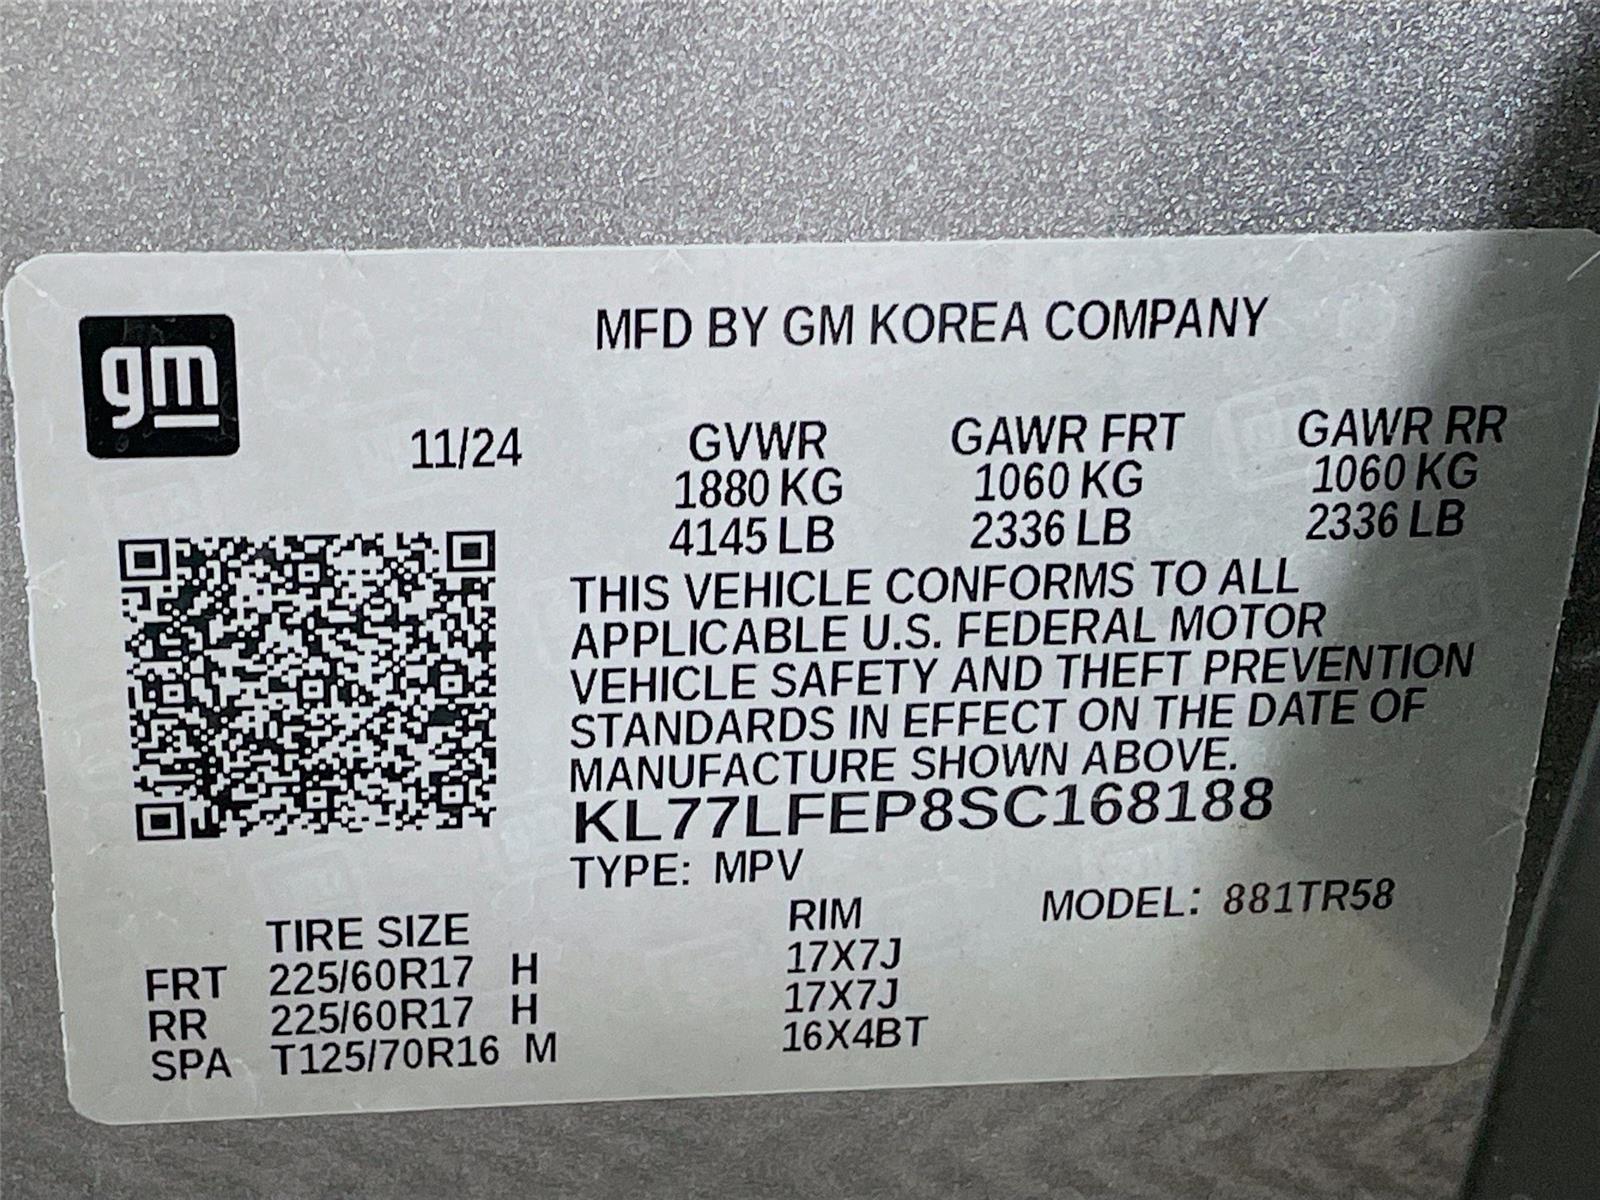 gm
MFD BY GM KOREA COMPANY
11/24 GVWR GAWR FRT GAWR RR
1880 KG 1060 KG 1060 KG
4145 LB 2336 LB 2336 LB
THIS VEHICLE CONFORMS TO ALL
APPLICABLE U.S. FEDERAL MOTOR
VEHICLE SAFETY AND THEFT PREVENTION
STANDARDS IN EFFECT ON THE DATE OF
MANUFACTURE SHOWN ABOVE.
KL77LFEP8SC168188
TYPE: MPV
MODEL: 881TR58
TIRE SIZE RIM
FRT 225/60R17 H 17X7J
RR 225/60R17 H 17X7J
SPA T125/70R16 M 16X4BT